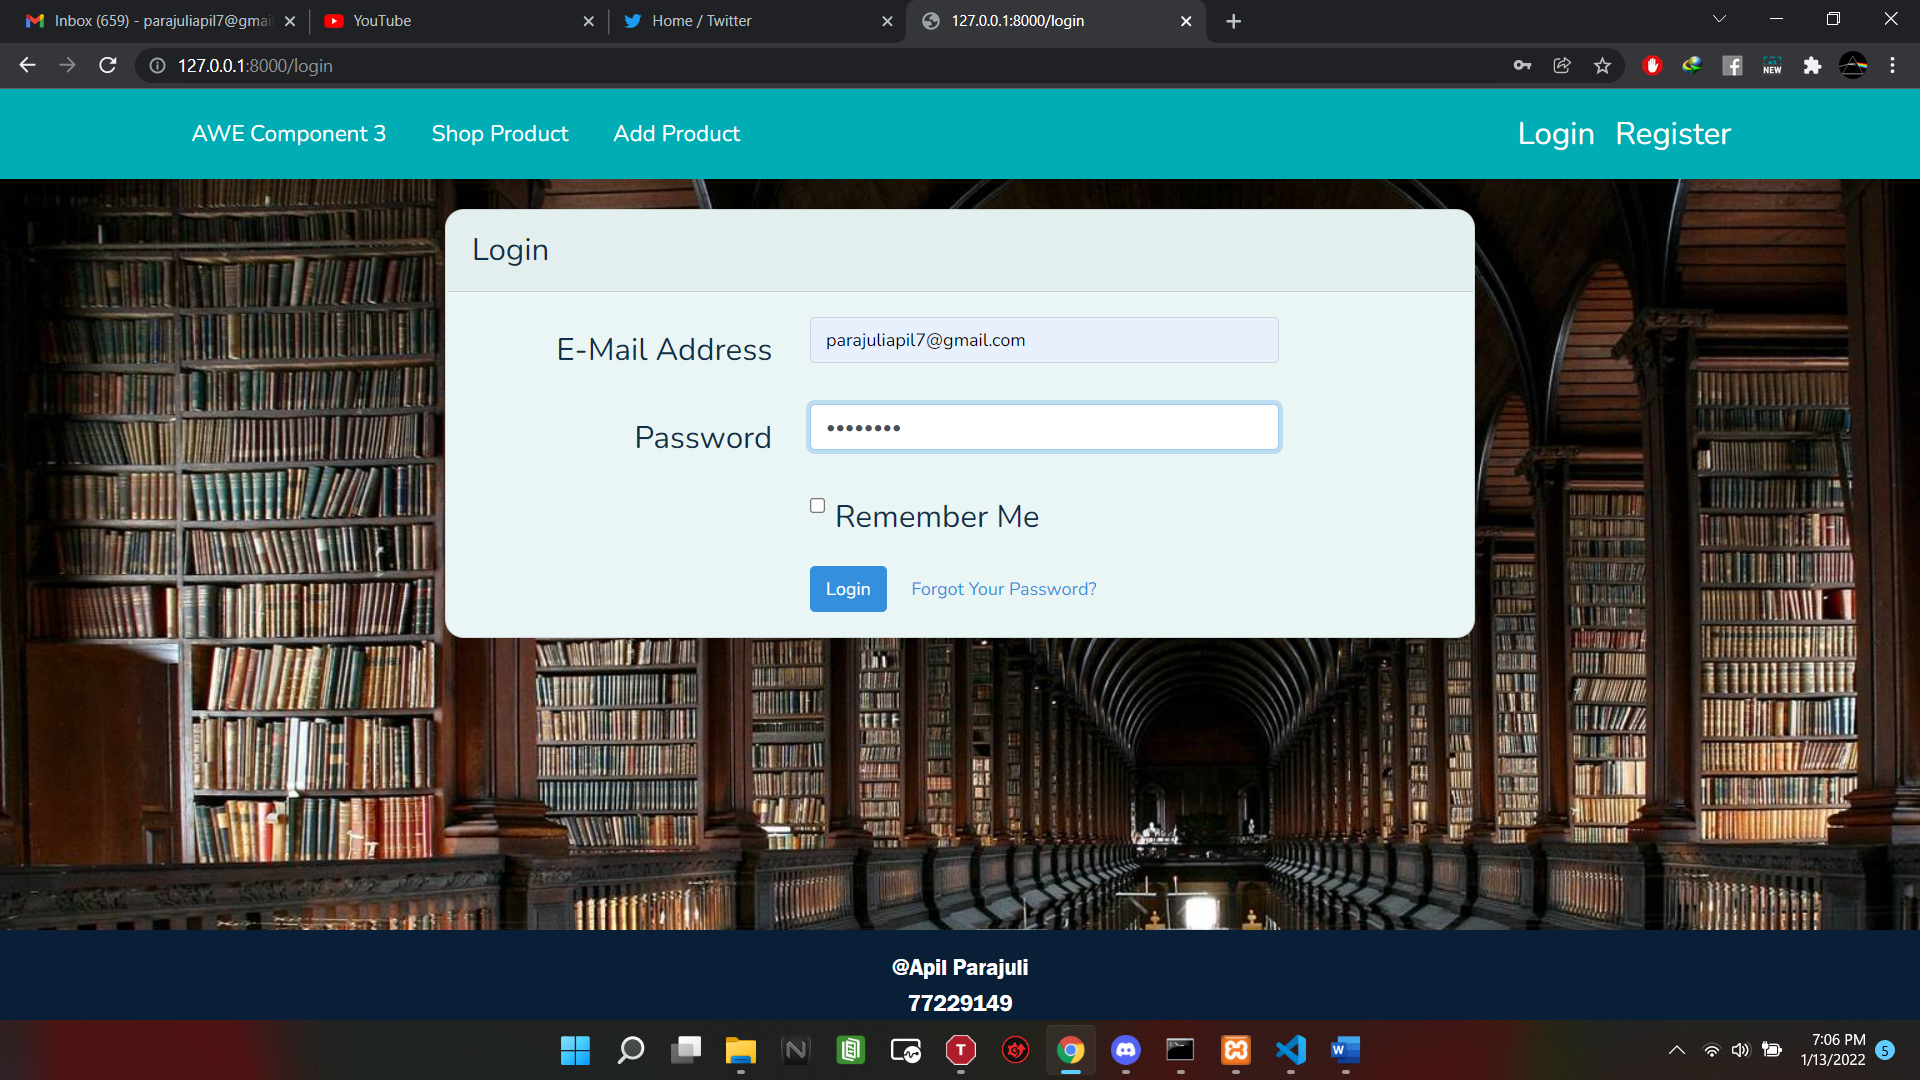 Inbox (659) - parajuliapil7@gmai
YouTube
Home / Twitter
127.0.0.1:8000/login
127.0.0.1:8000/login
NEW
AWE Component 3
Shop Product
Add Product
Login
Register
Login
E-Mail Address
parajuliapil7@gmail.com
Password
••••••••
Remember Me
Login
Forgot Your Password?
@Apil Parajuli
77229149
7:06 PM
1/13/2022
5